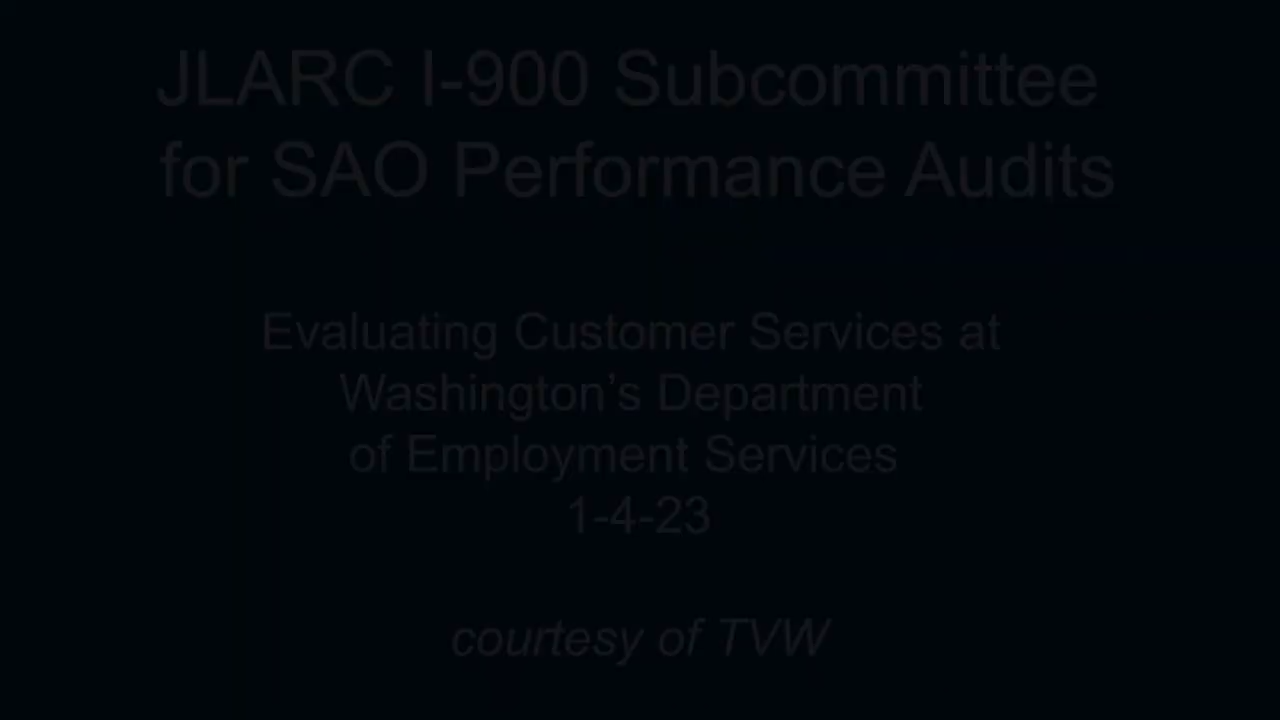 JLARC I-900 Subcommittee
for SAO Performance Audits
Evaluating Customer Services at
Washington’s Department
of Employment Services
1-4-23
courtesy of TVW